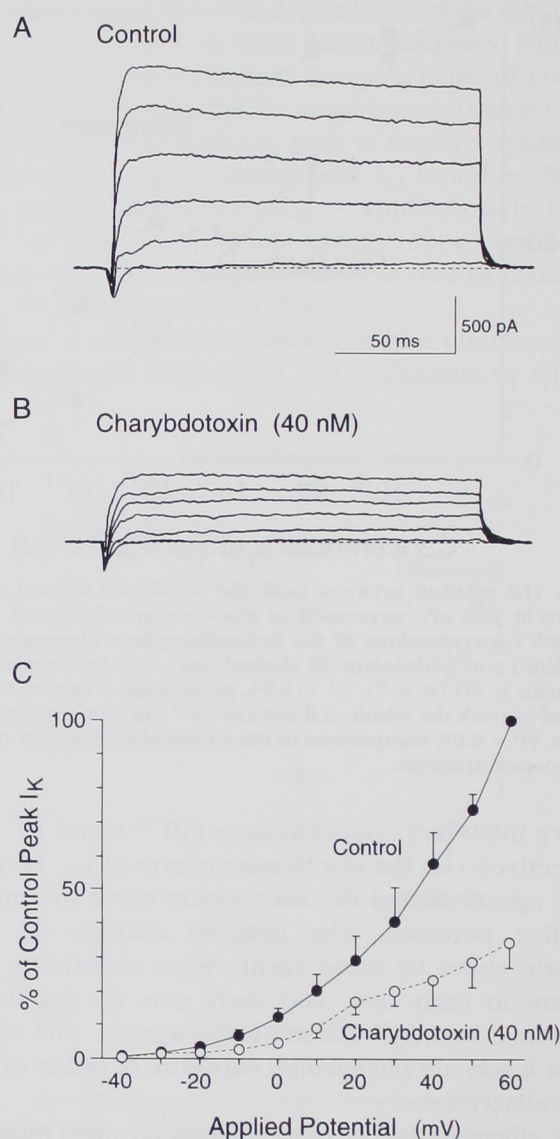 A
Control
500 pA
50 ms
B
Charybdotoxin (40 nM)
C
100
50
0
% of Control Peak I_K
Control
Charybdotoxin (40 nM)
-40 -20 0 20 40 60
Applied Potential (mV)